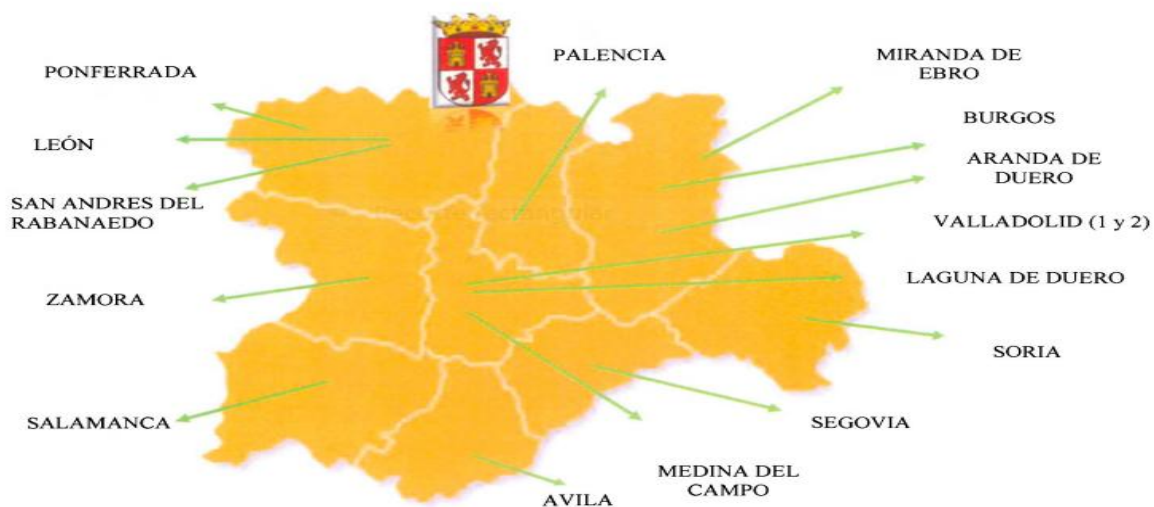 PALENCIA
MIRANDA DE
EBRO
PONFERRADA
BURGOS
LEÓN
ARANDA DE
DUERO
SAN ANDRES DEL
RABANAEDO
VALLADOLID (1 y 2)
LAGUNA DE DUERO
ZAMORA
SORIA
SALAMANCA
SEGOVIA
MEDINA DEL
CAMPO
AVILA